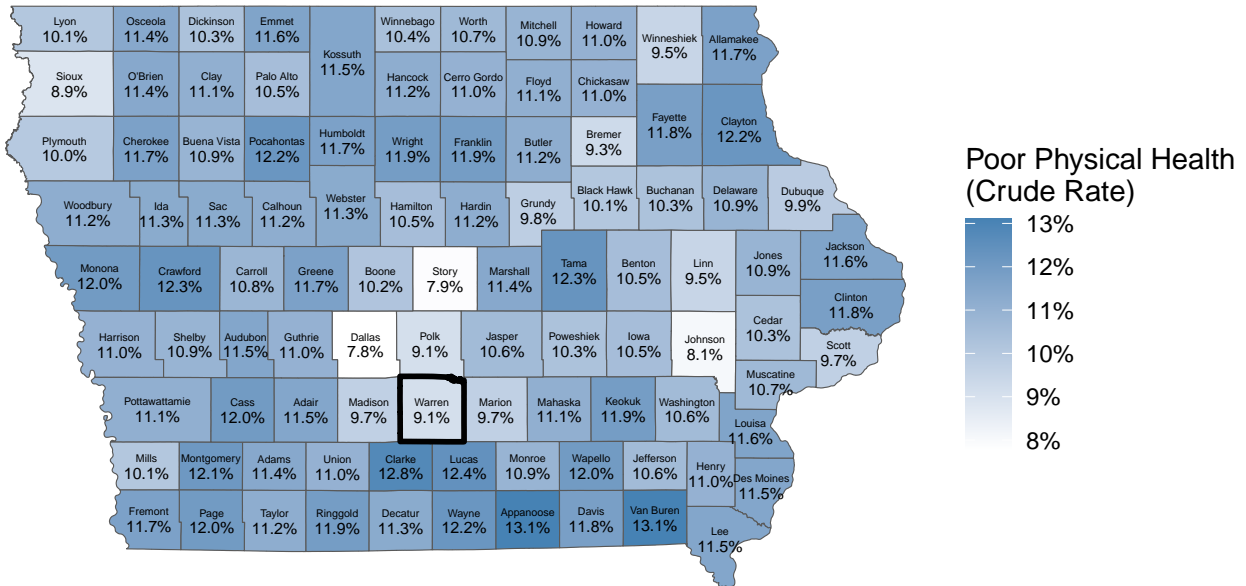 Lyon
10.1%
Osceola
11.4%
Dickinson
10.3%
Emmet
11.6%
Kossuth
11.5%
Winnebago
10.4%
Worth
10.7%
Mitchell
10.9%
Howard
11.0%
Winneshiek
9.5%
Allamakee
11.7%
Sioux
8.9%
O'Brien
11.4%
Clay
11.1%
Palo Alto
10.5%
Hancock
11.2%
Cerro Gordo
11.0%
Floyd
11.1%
Chickasaw
11.0%
Fayette
11.8%
Clayton
12.2%
Plymouth
10.0%
Cherokee
11.7%
Buena Vista
10.9%
Pocahontas
12.2%
Humboldt
11.7%
Wright
11.9%
Franklin
11.9%
Butler
11.2%
Bremer
9.3%
Woodbury
11.2%
Ida
11.3%
Sac
11.3%
Calhoun
11.2%
Webster
11.3%
Hamilton
10.5%
Hardin
11.2%
Grundy
9.8%
Black Hawk
10.1%
Buchanan
10.3%
Delaware
10.9%
Dubuque
9.9%
Monona
12.0%
Crawford
12.3%
Carroll
10.8%
Greene
11.7%
Boone
10.2%
Story
7.9%
Marshall
11.4%
Tama
12.3%
Benton
10.5%
Linn
9.5%
Jones
10.9%
Jackson
11.6%
Clinton
11.8%
Harrison
11.0%
Shelby
10.9%
Audubon
11.5%
Guthrie
11.0%
Dallas
7.8%
Polk
9.1%
Jasper
10.6%
Poweshiek
10.3%
Iowa
10.5%
Johnson
8.1%
Cedar
10.3%
Scott
9.7%
Muscatine
10.7%
Pottawattamie
11.1%
Cass
12.0%
Adair
11.5%
Madison
9.7%
Warren
9.1%
Marion
9.7%
Mahaska
11.1%
Keokuk
11.9%
Washington
10.6%
Louisa
11.6%
Mills
10.1%
Montgomery
12.1%
Adams
11.4%
Union
11.0%
Clarke
12.8%
Lucas
12.4%
Monroe
10.9%
Wapello
12.0%
Jefferson
10.6%
Henry
11.0%
Des Moines
11.5%
Fremont
11.7%
Page
12.0%
Taylor
11.2%
Ringgold
11.9%
Decatur
11.3%
Wayne
12.2%
Appanoose
13.1%
Davis
11.8%
Van Buren
13.1%
Lee
11.5%
Poor Physical Health
(Crude Rate)
13%
12%
11%
10%
9%
8%